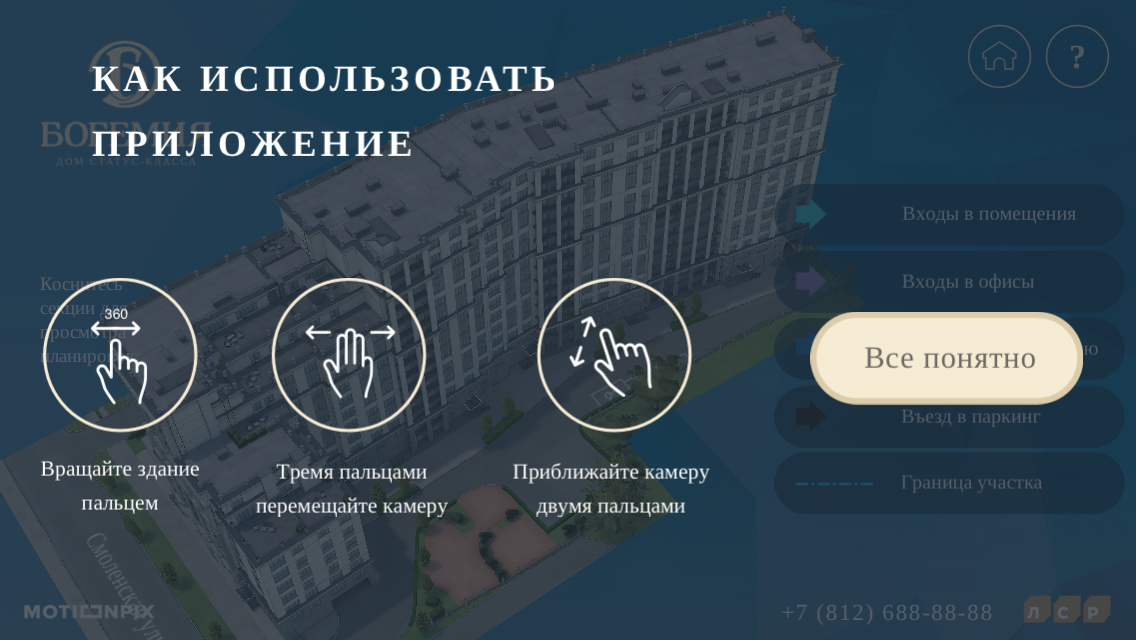 КАК ИСПОЛЬЗОВАТЬ
ПРИЛОЖЕНИЕ
БОГЕМИЯ
ДОМ СТАТУС-КЛАССА
?
Входы в помещения
Входы в офисы
Коснитесь
секции для
просмотра
360
Все понятно
Въезд в паркинг
Граница участка
Вращайте здание
пальцем
Тремя пальцами
перемещайте камеру
Приближайте камеру
двумя пальцами
Смоленская ул
MOTIONPIX
+7 (812) 688-88-88
ЛСР